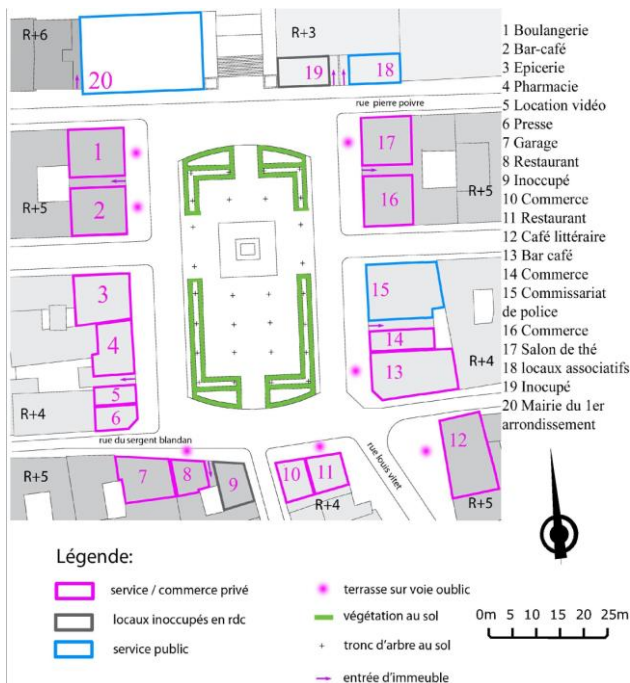 R+6
R+3
20
19
18
rue pierre poivre
1
2
R+5
17
16
R+5
3
4
5
6
R+4
15
14
13
R+4
rue du sergent blandan
R+5
7
8
9
10
11
R+4
rue louis vitet
12
R+5
1 Boulangerie
2 Bar-café
3 Epicerie
4 Pharmacie
5 Location vidéo
6 Presse
7 Garage
8 Restaurant
9 Inoccupé
10 Commerce
11 Restaurant
12 Café littéraire
13 Bar café
14 Commerce
15 Commissariat
de police
16 Commerce
17 Salon de thé
18 locaux associatifs
19 Inocupé
20 Mairie du 1er
arrondissement
Légende:
service / commerce privé
locaux inoccupés en rdc
service public
terrasse sur voie oublic
végétation au sol
tronc d'arbre au sol
entrée d'immeuble
0m 5 10 15 20 25m